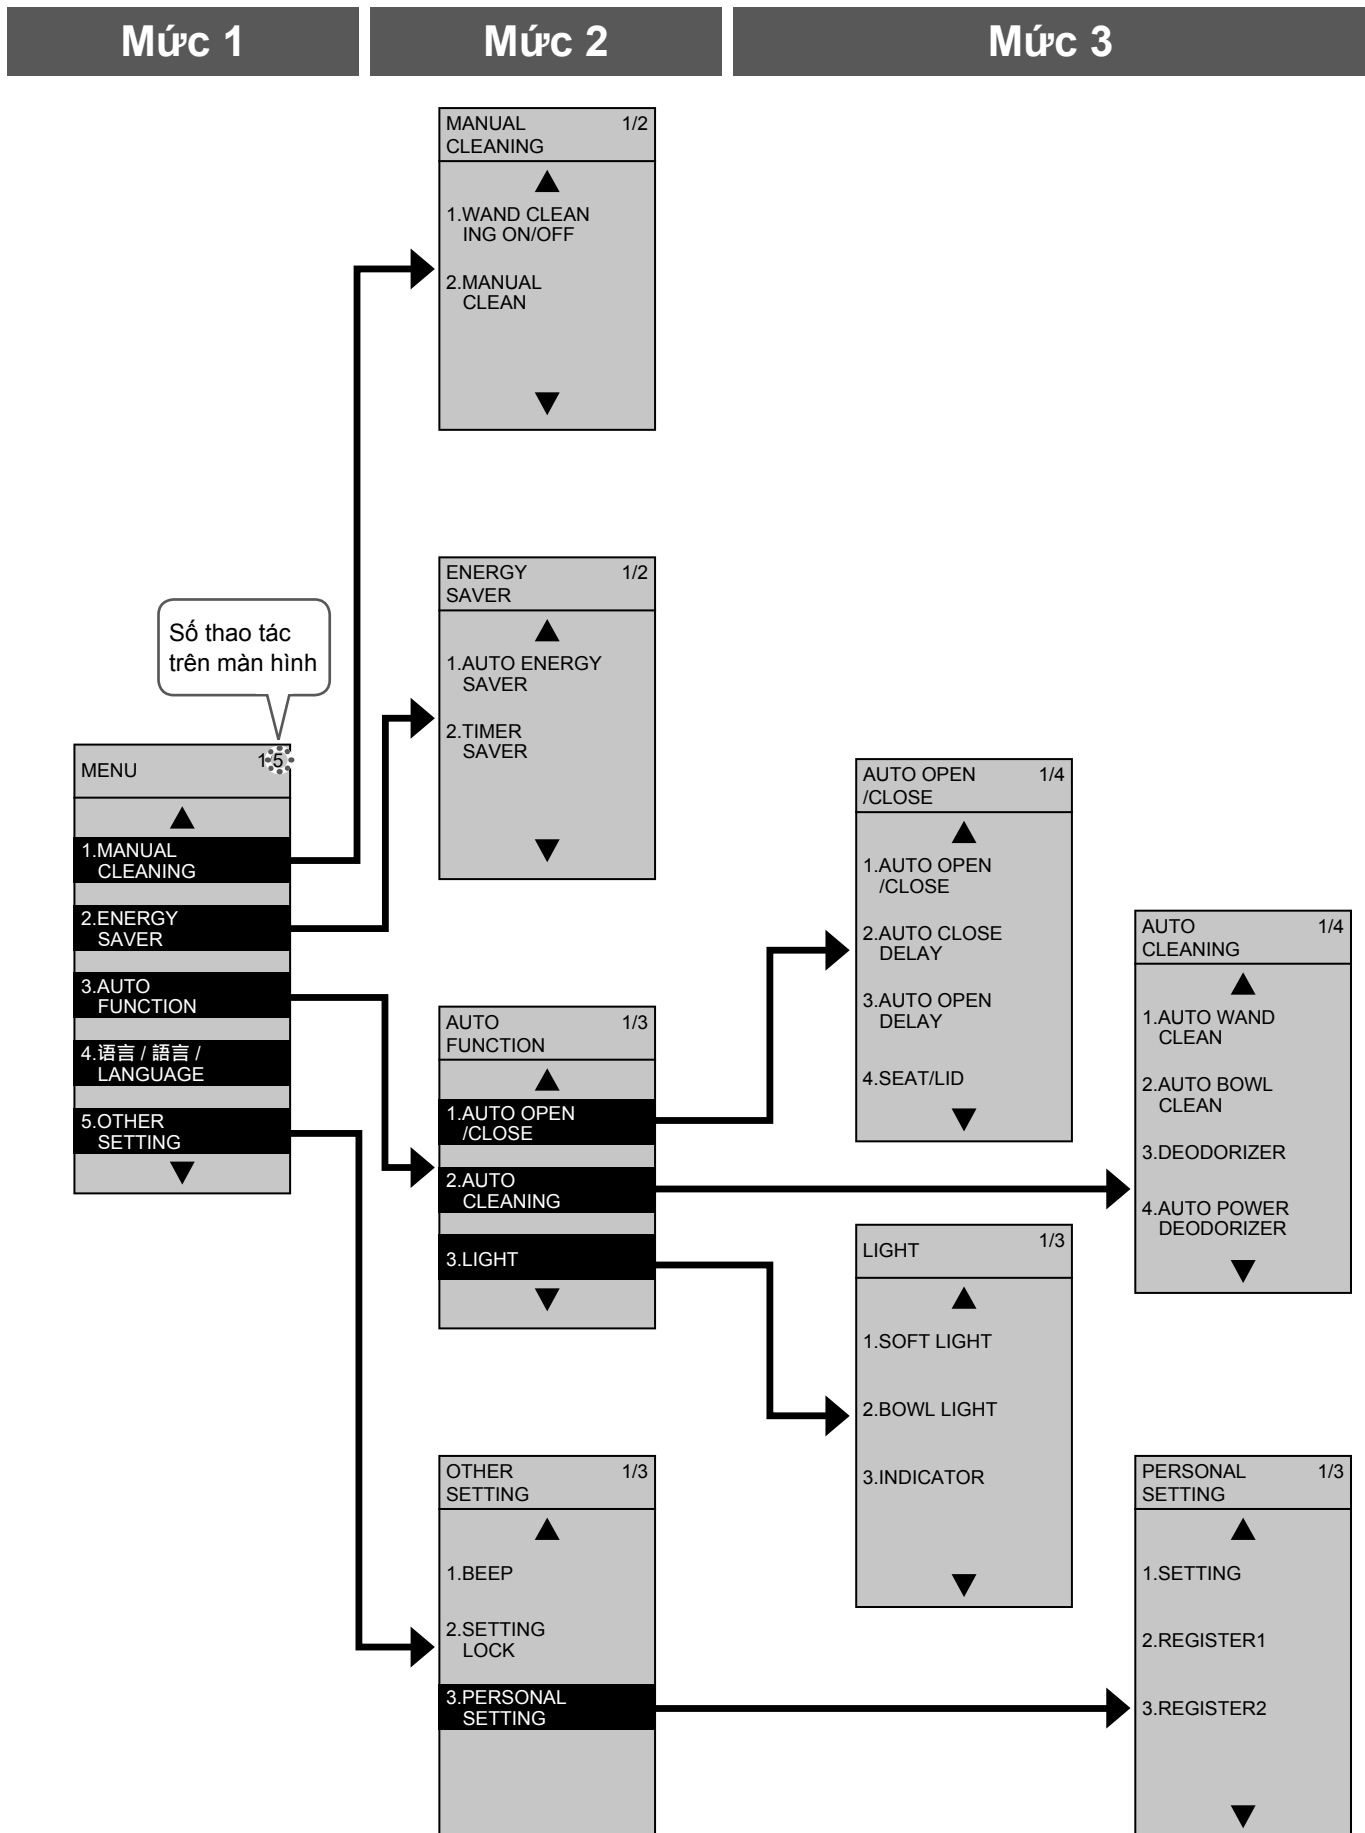 Mức 1
Mức 2
Mức 3
MANUAL 1/2
CLEANING
1.WAND CLEAN
ING ON/OFF
2.MANUAL
CLEAN
ENERGY 1/2
SAVER
1.AUTO ENERGY
SAVER
2.TIMER
SAVER
Số thao tác
trên màn hình
MENU 1/5
1.MANUAL
CLEANING
2.ENERGY
SAVER
3.AUTO
FUNCTION
4.语言 / 語言 /
LANGUAGE
5.OTHER
SETTING
AUTO 1/3
FUNCTION
1.AUTO OPEN
/CLOSE
2.AUTO
CLEANING
3.LIGHT
AUTO OPEN 1/4
/CLOSE
1.AUTO OPEN
/CLOSE
2.AUTO CLOSE
DELAY
3.AUTO OPEN
DELAY
4.SEAT/LID
AUTO 1/4
CLEANING
1.AUTO WAND
CLEAN
2.AUTO BOWL
CLEAN
3.DEODORIZER
4.AUTO POWER
DEODORIZER
LIGHT 1/3
1.SOFT LIGHT
2.BOWL LIGHT
3.INDICATOR
OTHER 1/3
SETTING
1.BEEP
2.SETTING
LOCK
3.PERSONAL
SETTING
PERSONAL 1/3
SETTING
1.SETTING
2.REGISTER1
3.REGISTER2